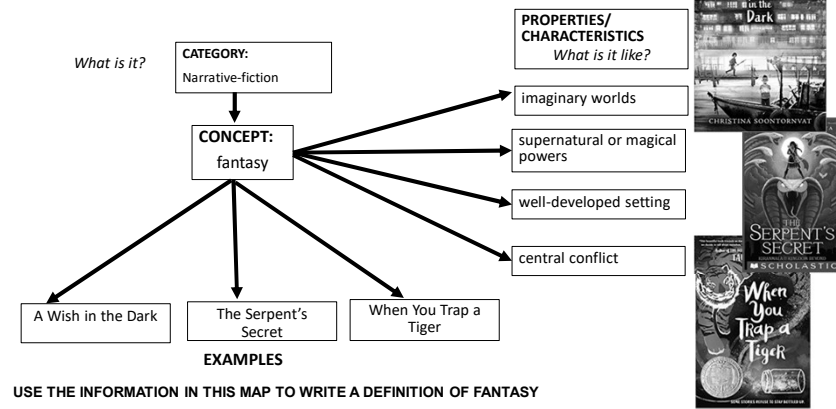 What is it?
CATEGORY:
Narrative-fiction
CONCEPT:
fantasy
PROPERTIES/
CHARACTERISTICS
What is it like?
imaginary worlds
supernatural or magical
powers
well-developed setting
central conflict
A Wish in the Dark
The Serpent’s
Secret
When You Trap a
Tiger
EXAMPLES
USE THE INFORMATION IN THIS MAP TO WRITE A DEFINITION OF FANTASY
in the
Dark
CHRISTINA SOONTORNVAT
THE
SERPENT'S
SECRET
SCHOLASTIC
When
You
Trap a
Tiger